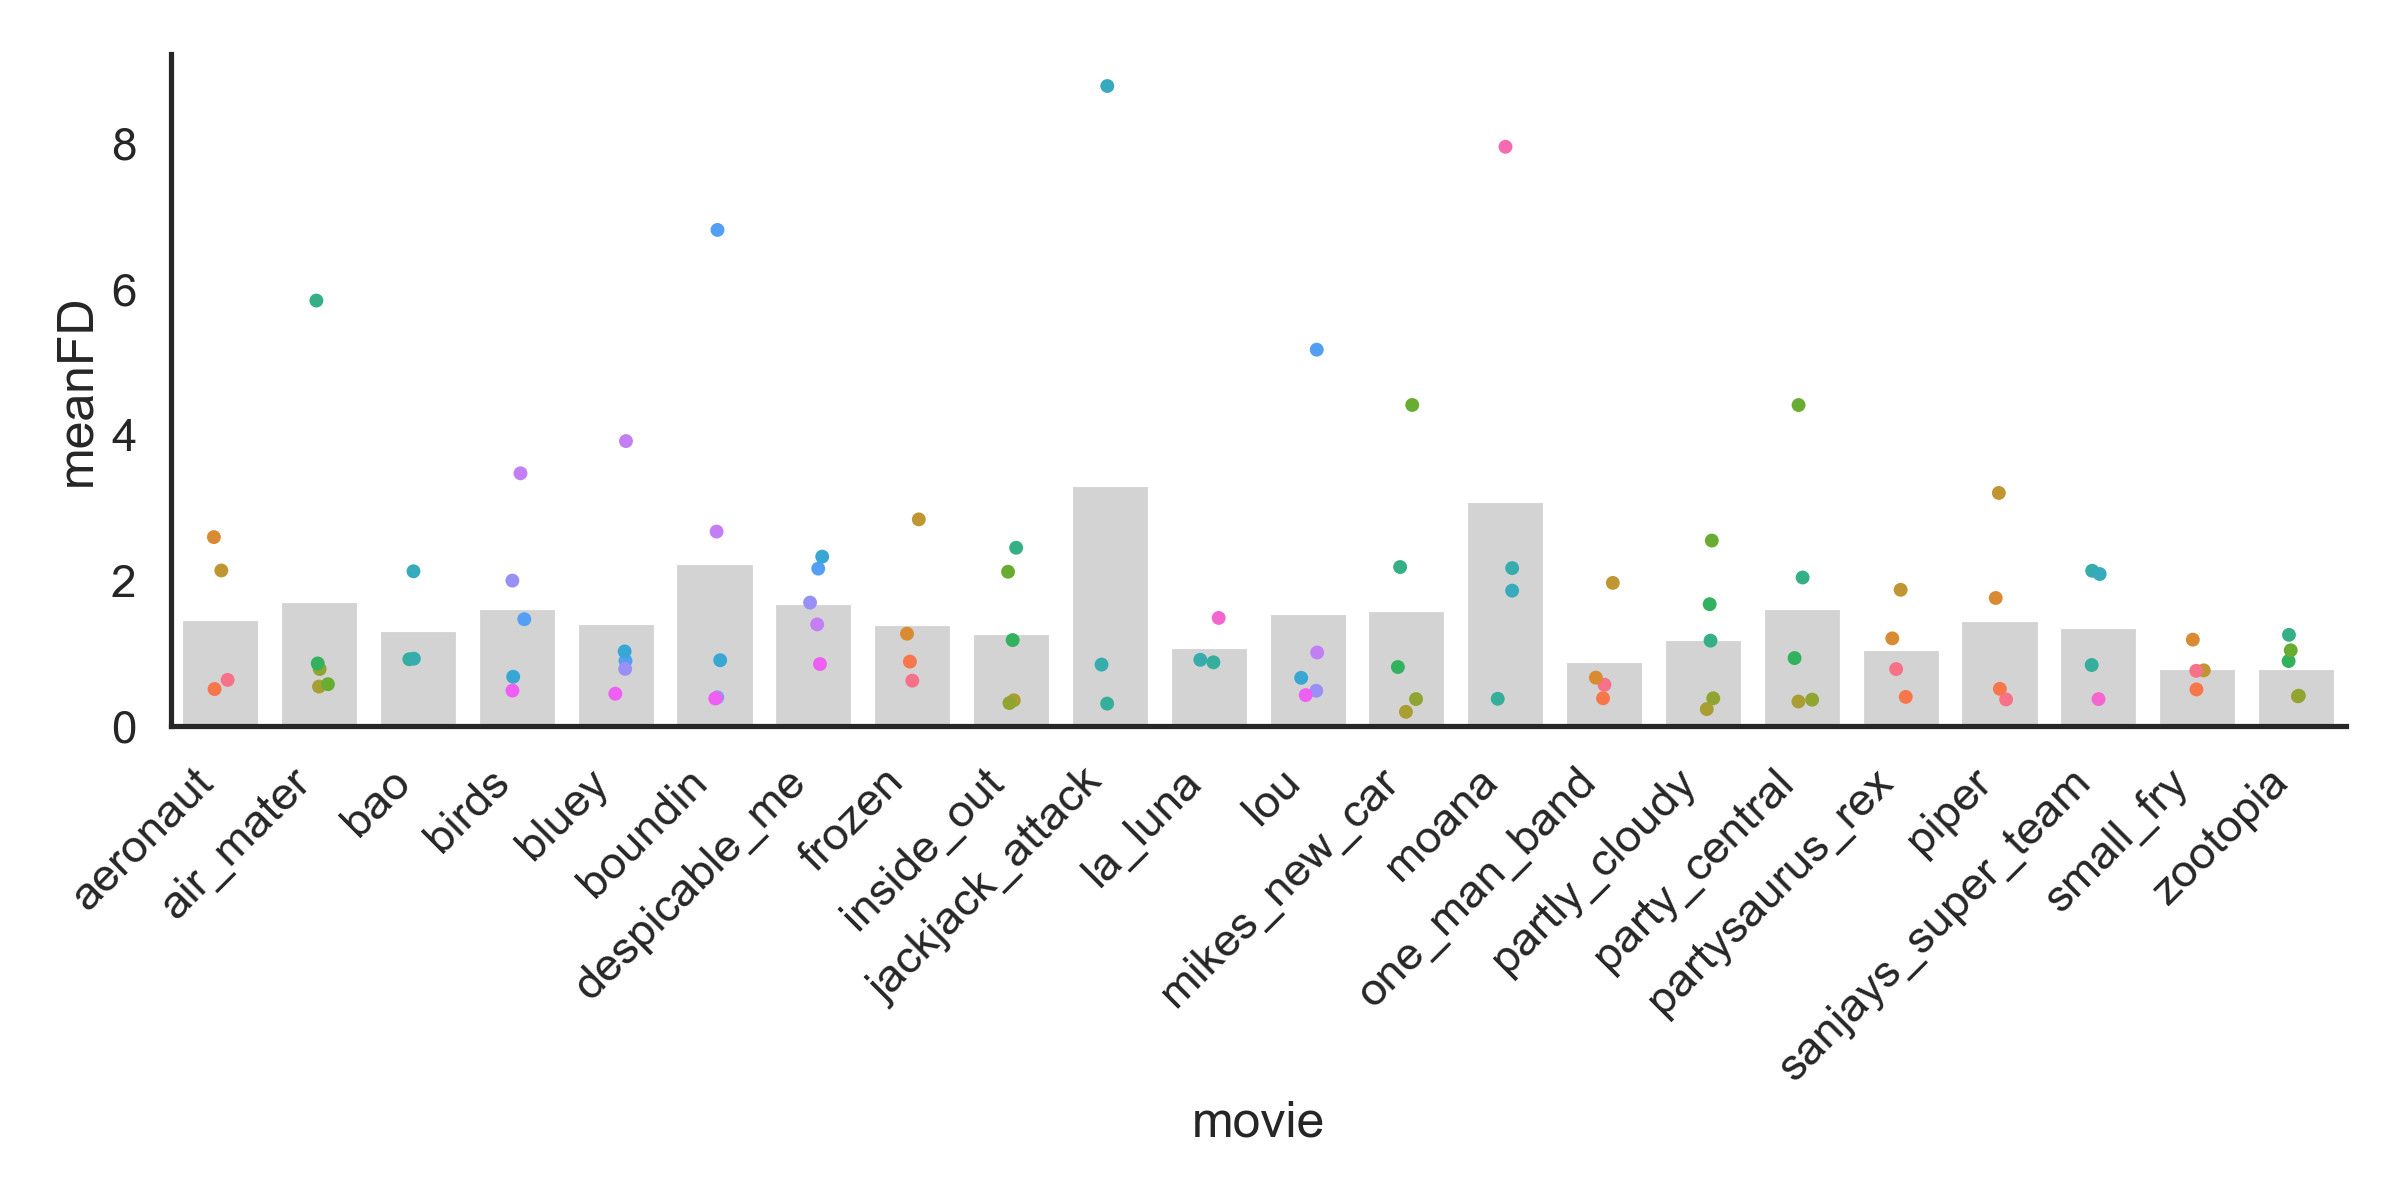 meanFD
8
6
4
2
0
aeronaut
air_mater
bao
birds
bluey
boundin
despicable_me
frozen
inside_out
jackjack_attack
la_luna
lou
mikes_new_car
moana
one_man_band
partly_cloudy
party_central
partysaurus_rex
piper
sanjays_super_team
small_fry
zootopia
movie